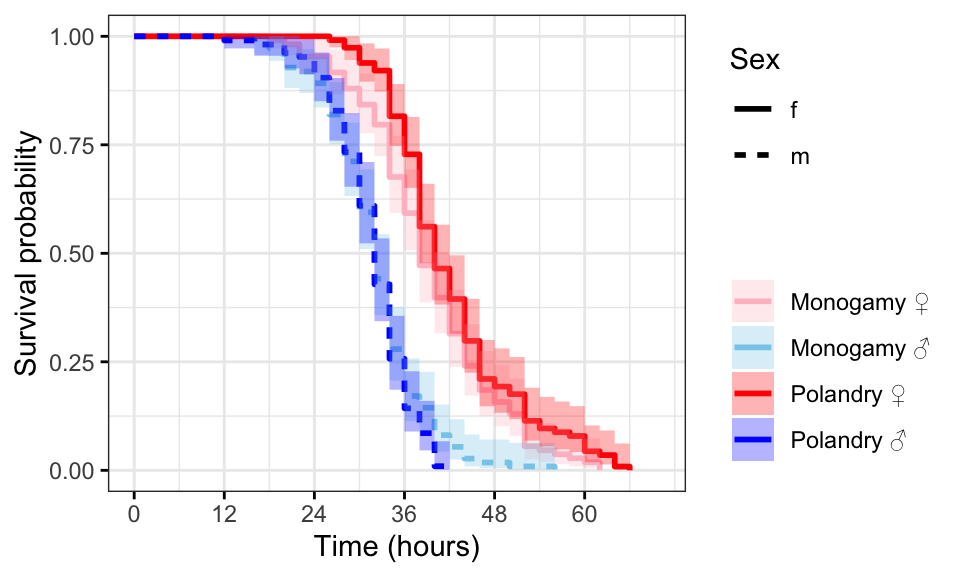 1.00
0.75
0.50
0.25
0.00
Survival probability
0
12
24
36
48
60
Time (hours)
Sex
f
m
Monogamy ♀
Monogamy ♂
Polandry ♀
Polandry ♂